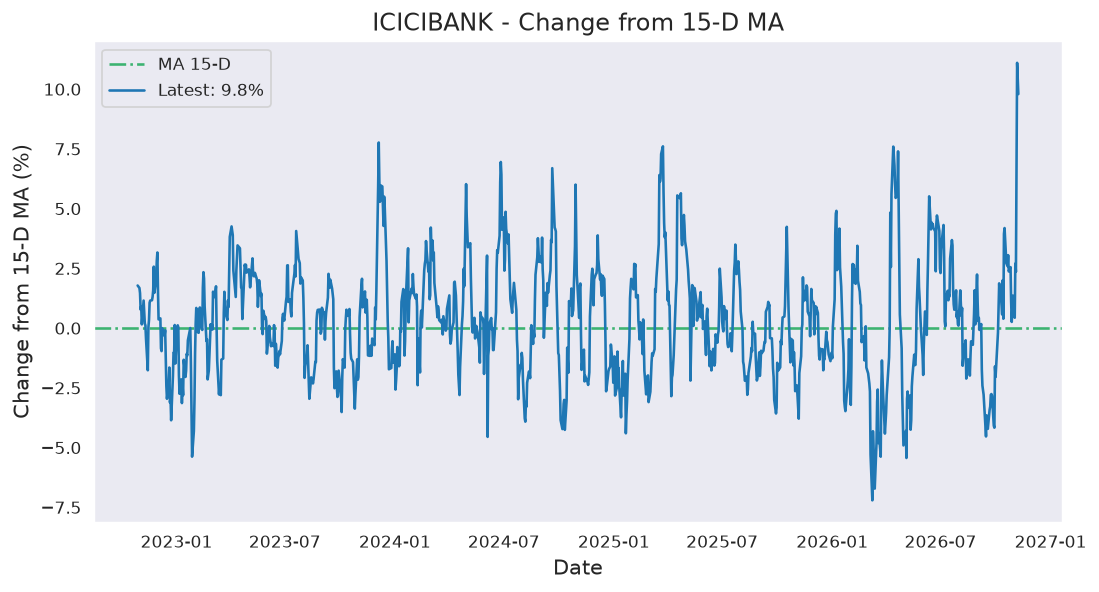 ICICIBANK - Change from 15-D MA
MA 15-D
Latest: 9.8%
Change from 15-D MA (%)
10.0
7.5
5.0
2.5
0.0
−2.5
−5.0
−7.5
2023-01 2023-07 2024-01 2024-07 2025-01 2025-07 2026-01 2026-07 2027-01
Date